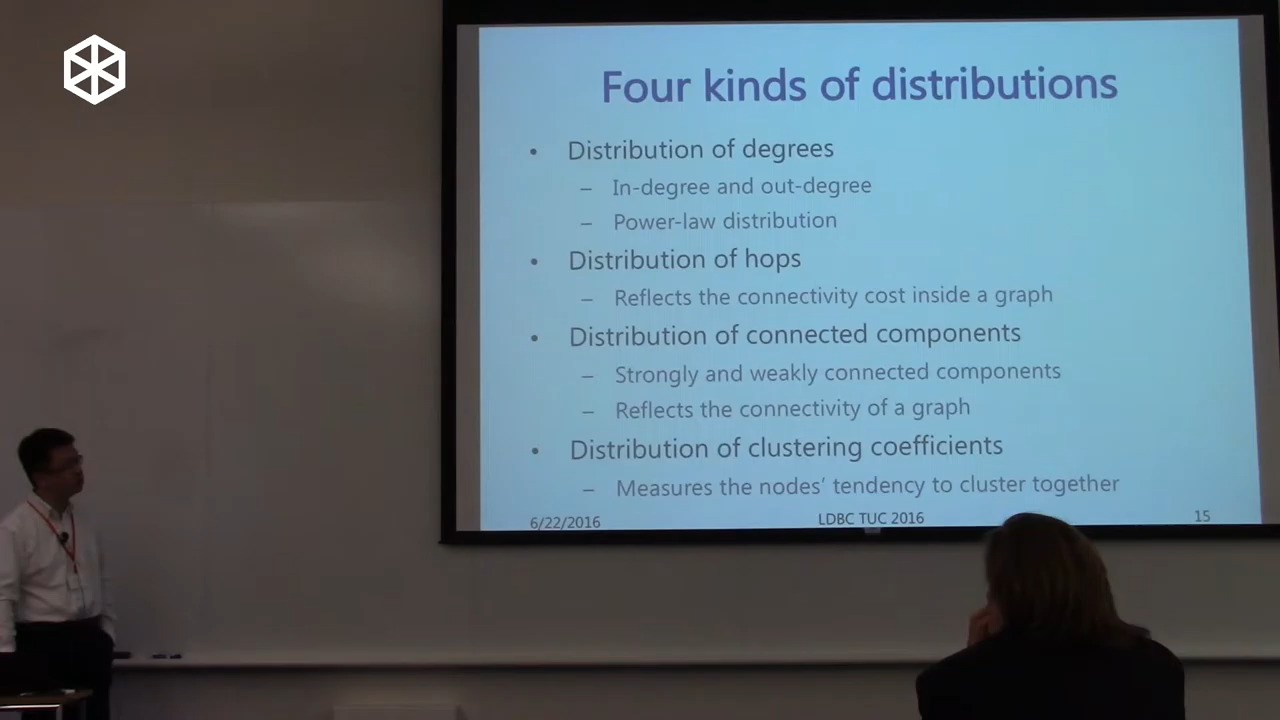 Four kinds of distributions
• Distribution of degrees
– In-degree and out-degree
– Power-law distribution
• Distribution of hops
– Reflects the connectivity cost inside a graph
• Distribution of connected components
– Strongly and weakly connected components
– Reflects the connectivity of a graph
• Distribution of clustering coefficients
– Measures the nodes' tendency to cluster together
6/22/2016
LDBC TUC 2016
15